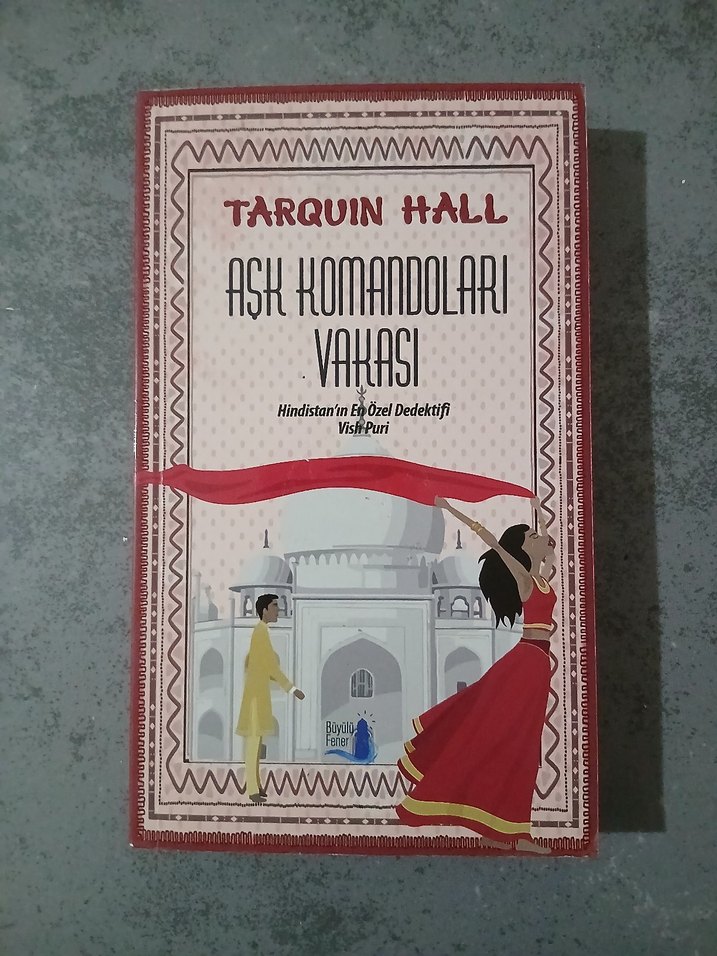 TARQUIN HALL
AŞK KOMANDOLARI
VAKASI
Hindistan'ın En Özel Dedektifi
Vish Puri
Büyülü
Fener